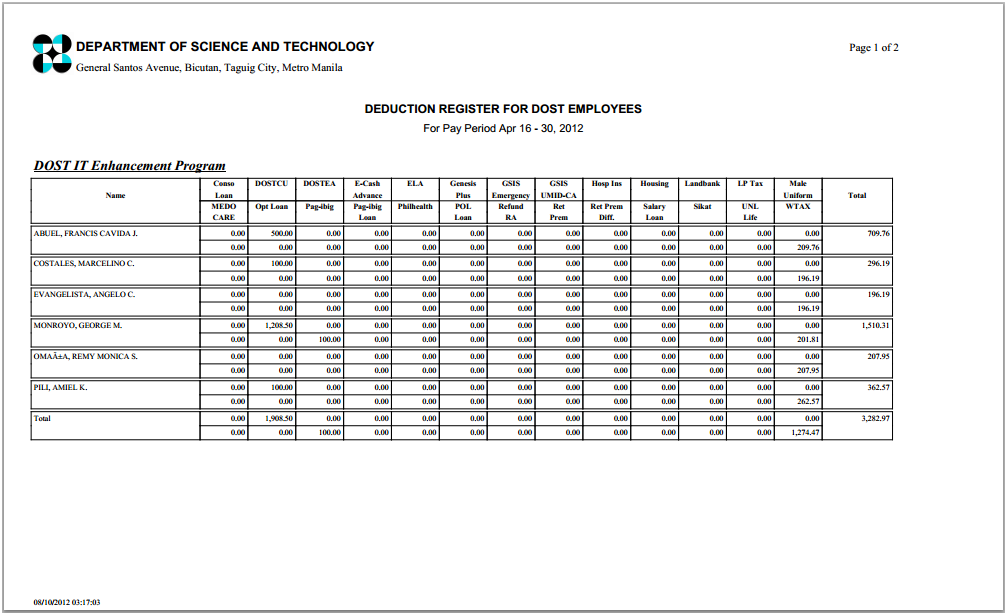 DEPARTMENT OF SCIENCE AND TECHNOLOGY
Page 1 of 2
General Santos Avenue, Bicutan, Taguig City, Metro Manila
DEDUCTION REGISTER FOR DOST EMPLOYEES
For Pay Period Apr 16 - 30, 2012
DOST IT Enhancement Program
Name Conso Loan DOSTCU DOSTEA E-Cash Advance ELA Genesis Plus GSIS Emergency GSIS UMID-CA Hosp Ins Housing Landbank LP Tax Male Uniform Total
MEDO CARE Opt Loan Pag-ibig Pag-ibig Loan Philhealth POL Loan Refund RA Ret Prem Ret Prem Diff. Salary Loan Sikat UNL Life WTAX
ABUEL, FRANCIS CAVIDA J. 0.00 500.00 0.00 0.00 0.00 0.00 0.00 0.00 0.00 0.00 0.00 0.00 0.00 709.76
0.00 0.00 0.00 0.00 0.00 0.00 0.00 0.00 0.00 0.00 0.00 0.00 209.76
COSTALES, MARCELINO C. 0.00 100.00 0.00 0.00 0.00 0.00 0.00 0.00 0.00 0.00 0.00 0.00 0.00 296.19
0.00 0.00 0.00 0.00 0.00 0.00 0.00 0.00 0.00 0.00 0.00 0.00 196.19
EVANGELISTA, ANGELO C. 0.00 0.00 0.00 0.00 0.00 0.00 0.00 0.00 0.00 0.00 0.00 0.00 0.00 196.19
0.00 0.00 0.00 0.00 0.00 0.00 0.00 0.00 0.00 0.00 0.00 0.00 196.19
MONROYO, GEORGE M. 0.00 1,208.50 0.00 0.00 0.00 0.00 0.00 0.00 0.00 0.00 0.00 0.00 0.00 1,510.31
0.00 0.00 100.00 0.00 0.00 0.00 0.00 0.00 0.00 0.00 0.00 0.00 201.81
OMAÃ±A, REMY MONICA S. 0.00 0.00 0.00 0.00 0.00 0.00 0.00 0.00 0.00 0.00 0.00 0.00 0.00 207.95
0.00 0.00 0.00 0.00 0.00 0.00 0.00 0.00 0.00 0.00 0.00 0.00 207.95
PILI, AMIEL K. 0.00 100.00 0.00 0.00 0.00 0.00 0.00 0.00 0.00 0.00 0.00 0.00 0.00 362.57
0.00 0.00 0.00 0.00 0.00 0.00 0.00 0.00 0.00 0.00 0.00 0.00 262.57
Total 0.00 1,908.50 0.00 0.00 0.00 0.00 0.00 0.00 0.00 0.00 0.00 0.00 0.00 3,282.97
0.00 0.00 100.00 0.00 0.00 0.00 0.00 0.00 0.00 0.00 0.00 0.00 1,274.47
08/10/2012 03:17:03